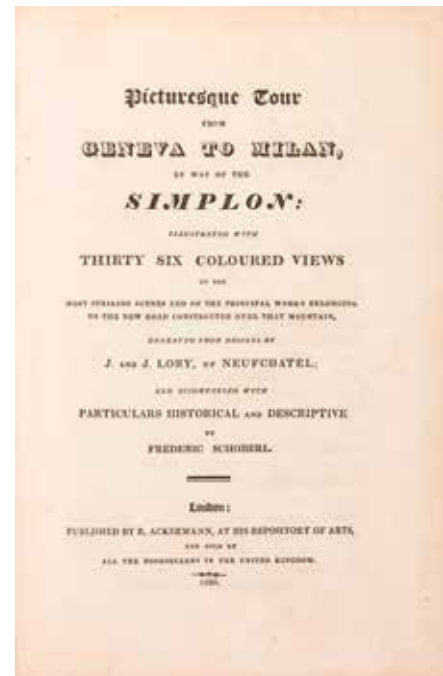 Picturesque Tour
FROM
GENEVA TO MILAN,
BY WAY OF THE
SIMPLON:
ILLUSTRATED WITH
THIRTY SIX COLOURED VIEWS
OF THE
MOST STRIKING SCENES AND OF THE PRINCIPAL WORKS BELONGING
TO THE NEW ROAD CONSTRUCTED OVER THAT MOUNTAIN,
ENGRAVED FROM DESIGNS BY
J. AND J. LORY, OF NEUFCHATEL;
AND ACCOMPANIED WITH
PARTICULARS HISTORICAL AND DESCRIPTIVE
BY
FREDERIC SCHOBERL.
London:
PUBLISHED BY R. ACKERMANN, AT HIS REPOSITORY OF ARTS,
AND SOLD BY
ALL THE BOOKSELLERS IN THE UNITED KINGDOM.